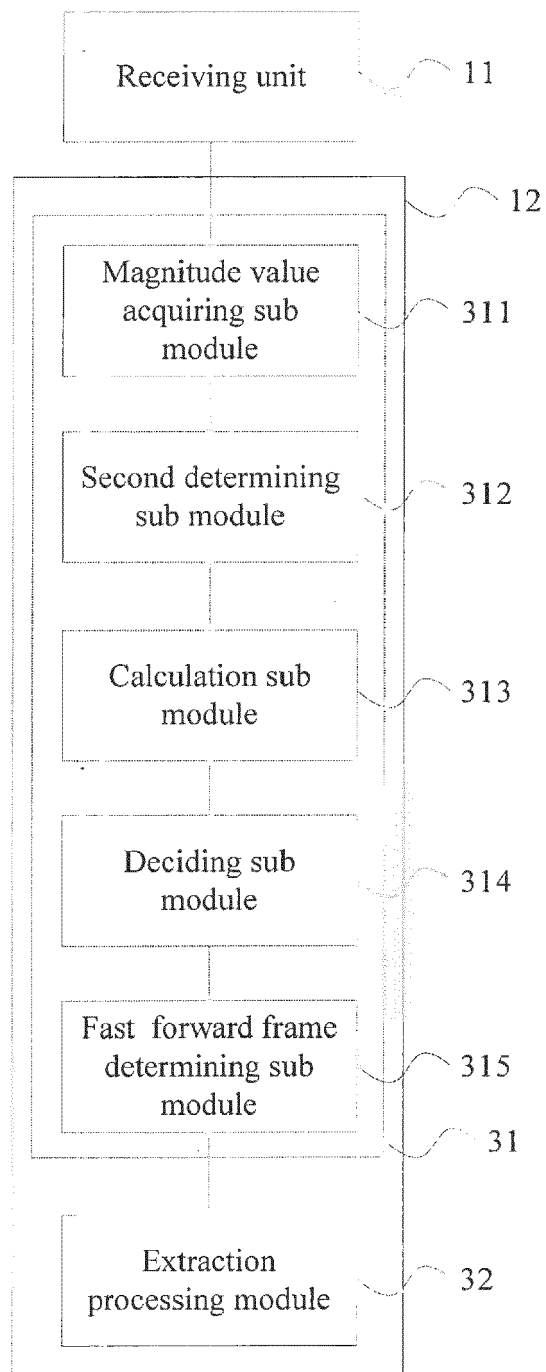 Receiving unit
11
12
Magnitude value
acquiring sub
module
311
Second determining
sub module
312
Calculation sub
module
313
Deciding sub
module
314
Fast forward frame
determining sub
module
315
31
Extraction
processing module
32